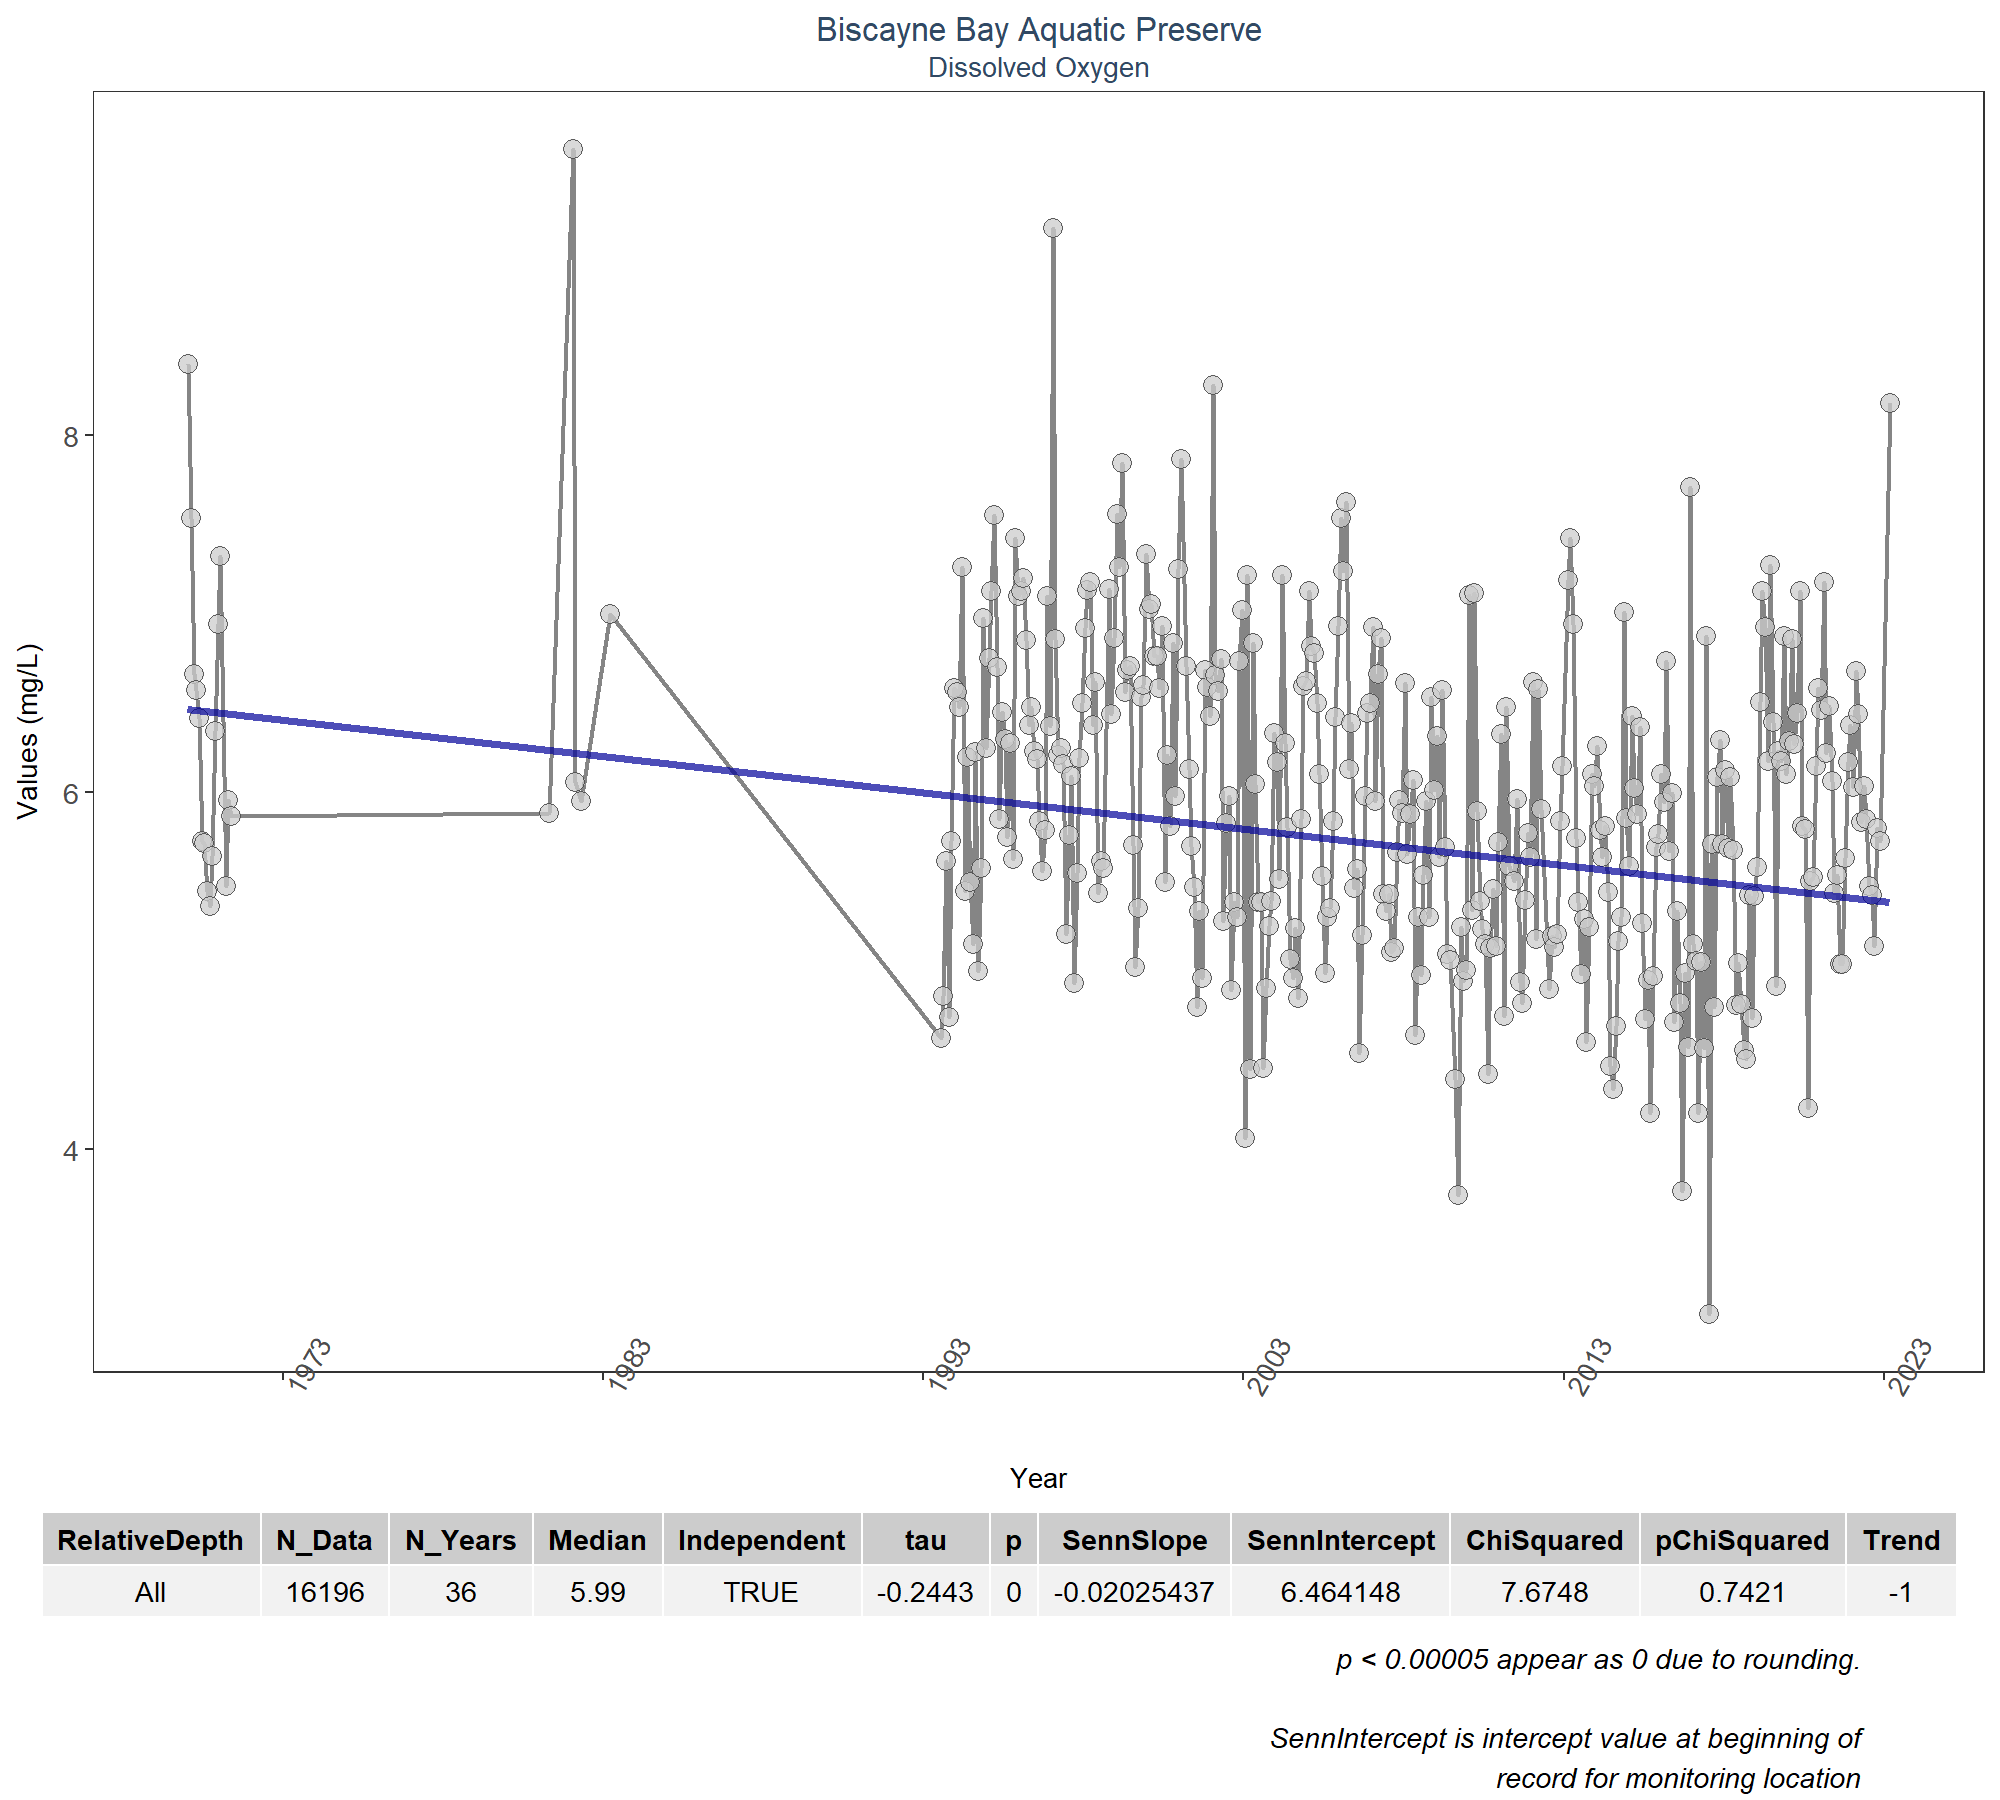 Biscayne Bay Aquatic Preserve
Dissolved Oxygen
Values (mg/L)
8
6
4
1973 1983 1993 2003 2013 2023
Year
RelativeDepth N_Data N_Years Median Independent tau p SennSlope SennIntercept ChiSquared pChiSquared Trend
All 16196 36 5.99 TRUE -0.2443 0 -0.02025437 6.464148 7.6748 0.7421 -1
p < 0.00005 appear as 0 due to rounding.
SennIntercept is intercept value at beginning of
record for monitoring location